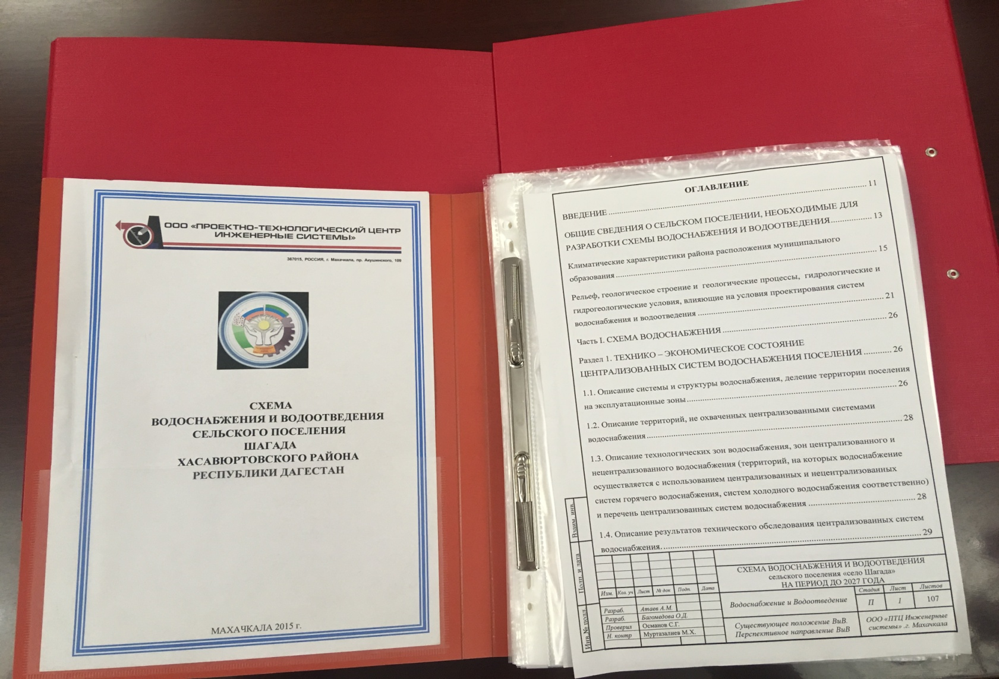 ООО «ПРОЕКТНО-ТЕХНОЛОГИЧЕСКИЙ ЦЕНТР
ИНЖЕНЕРНЫЕ СИСТЕМЫ»
367015, РОССИЯ, г. Махачкала, пр. Акушинского, 109
СХЕМА
ВОДОСНАБЖЕНИЯ И ВОДООТВЕДЕНИЯ
СЕЛЬСКОГО ПОСЕЛЕНИЯ
ШАГАДА
ХАСАВЮРТОВСКОГО РАЙОНА
РЕСПУБЛИКИ ДАГЕСТАН
МАХАЧКАЛА 2015 г.
ОГЛАВЛЕНИЕ
ВВЕДЕНИЕ ........ 11
ОБЩИЕ СВЕДЕНИЯ О СЕЛЬСКОМ ПОСЕЛЕНИИ, НЕОБХОДИМЫЕ ДЛЯ
РАЗРАБОТКИ СХЕМЫ ВОДОСНАБЖЕНИЯ И ВОДООТВЕДЕНИЯ........ 13
Климатические характеристики района расположения муниципального
образования ........ 15
Рельеф, геологическое строение и геологические процессы, гидрологические и
гидрогеологические условия, влияющие на условия проектирования систем
водоснабжения и водоотведения ........ 21
Часть I. СХЕМА ВОДОСНАБЖЕНИЯ ........ 26
Раздел 1. ТЕХНИКО – ЭКОНОМИЧЕСКОЕ СОСТОЯНИЕ
ЦЕНТРАЛИЗОВАННЫХ СИСТЕМ ВОДОСНАБЖЕНИЯ ПОСЕЛЕНИЯ ........ 26
1.1. Описание системы и структуры водоснабжения, деление территории поселения
на эксплуатационные зоны ........ 26
1.2. Описание территорий, не охваченных централизованными системами
водоснабжения ........ 28
1.3. Описание технологических зон водоснабжения, зон централизованного и
нецентрализованного водоснабжения (территорий, на которых водоснабжение
осуществляется с использованием централизованных и нецентрализованных
систем горячего водоснабжения, систем холодного водоснабжения соответственно)
и перечень централизованных систем водоснабжения ........ 28
1.4. Описание результатов технического обследования централизованных систем
водоснабжения ........ 29
Взаим. инв.
Подп. и дата
Инв.№ подл.
Изм. Кол. уч Лист № док Подп. Дата
Разраб. Атаев А.М.
Разраб. Багомедова О.Д.
Проверил Османов С.Г.
Н. контр Муртазалиев М.Х.
СХЕМА ВОДОСНАБЖЕНИЯ И ВОДООТВЕДЕНИЯ
сельского поселения «село Шагада»
НА ПЕРИОД ДО 2027 ГОДА
Водоснабжение и Водоотведение
Стадия Лист Листов
П 1 107
Существующее положение ВиВ.
Перспективное направление ВиВ
ООО «ПТЦ Инженерные
системы» .г. Махачкала